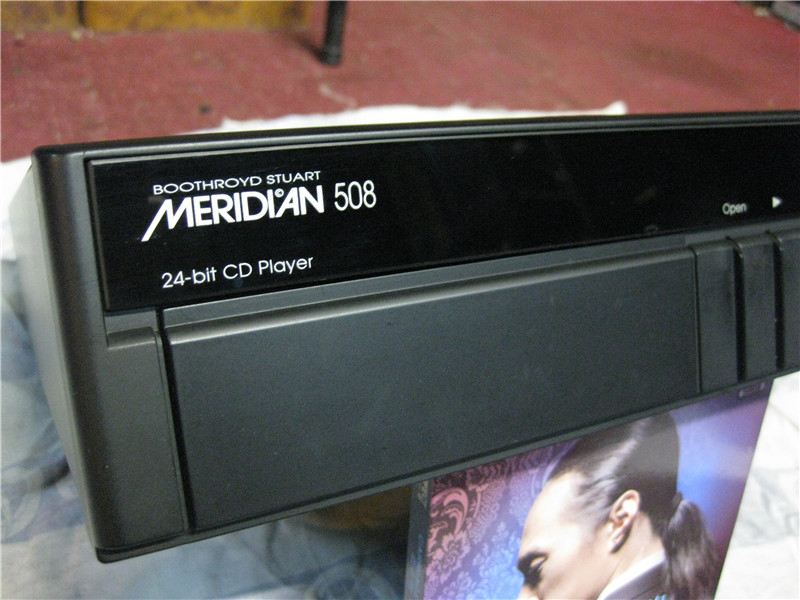 BOOTHROYD STUART
MERIDIAN 508
24-bit CD Player
Open